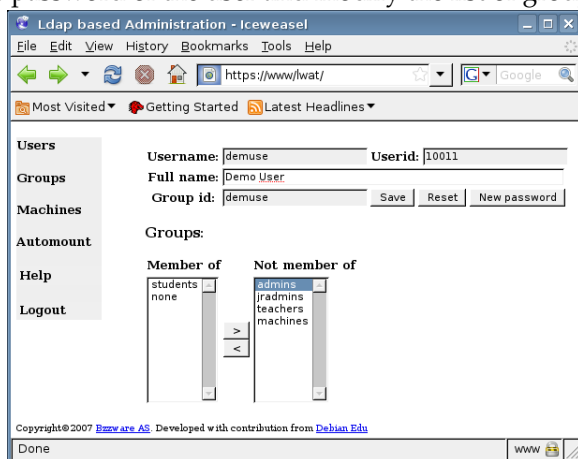 Ldap based Administration - Iceweasel
File Edit View History Bookmarks Tools Help
https://www/lwat/ Google
Most Visited Getting Started Latest Headlines
Users
Groups
Machines
Automount
Help
Logout
Username: demuse Userid: 10011
Full name: Demo User
Group id: demuse Save Reset New password
Groups:
Member of Not member of
students admins
none jradmins
teachers
machines
>
<
Copyright©2007 Bzzware AS. Developed with contribution from Debian Edu
Done www